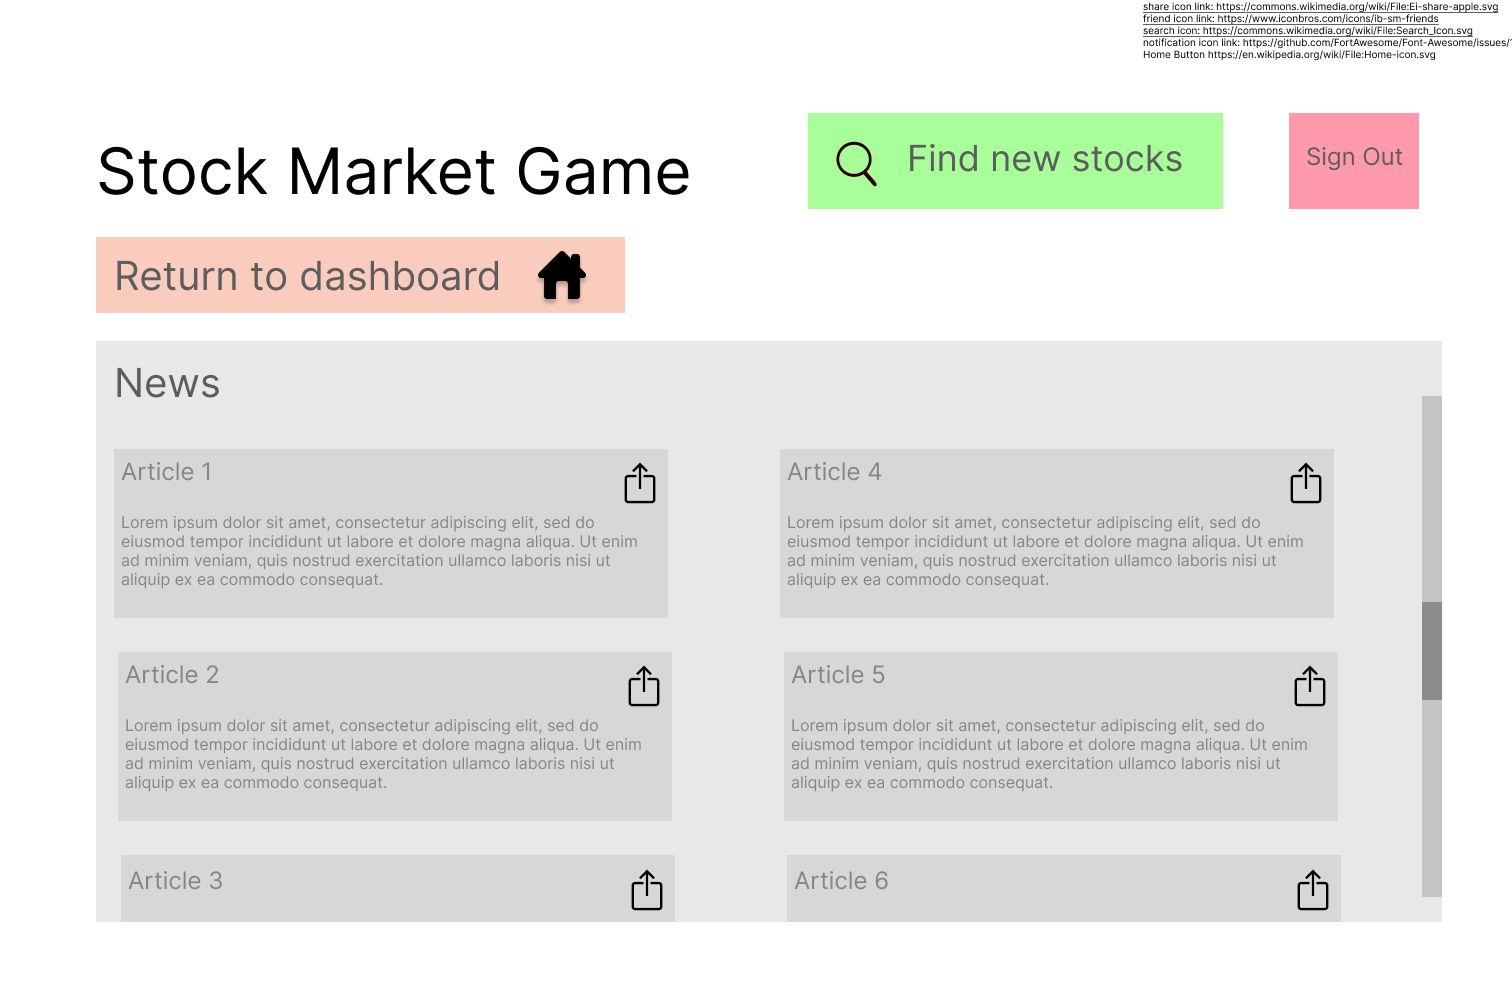 share icon link: https://commons.wikimedia.org/wiki/File:Ei-share-apple.svg
friend icon link: https://www.iconbros.com/icons/ib-sm-friends
search icon: https://commons.wikimedia.org/wiki/File:Search_Icon.svg
notification icon link: https://github.com/FortAwesome/Font-Awesome/issues/
Home Button https://en.wikipedia.org/wiki/File:Home-icon.svg
Stock Market Game
Find new stocks
Sign Out
Return to dashboard
News
Article 1
Lorem ipsum dolor sit amet, consectetur adipiscing elit, sed do
eiusmod tempor incididunt ut labore et dolore magna aliqua. Ut enim
ad minim veniam, quis nostrud exercitation ullamco laboris nisi ut
aliquip ex ea commodo consequat.
Article 4
Lorem ipsum dolor sit amet, consectetur adipiscing elit, sed do
eiusmod tempor incididunt ut labore et dolore magna aliqua. Ut enim
ad minim veniam, quis nostrud exercitation ullamco laboris nisi ut
aliquip ex ea commodo consequat.
Article 2
Lorem ipsum dolor sit amet, consectetur adipiscing elit, sed do
eiusmod tempor incididunt ut labore et dolore magna aliqua. Ut enim
ad minim veniam, quis nostrud exercitation ullamco laboris nisi ut
aliquip ex ea commodo consequat.
Article 5
Lorem ipsum dolor sit amet, consectetur adipiscing elit, sed do
eiusmod tempor incididunt ut labore et dolore magna aliqua. Ut enim
ad minim veniam, quis nostrud exercitation ullamco laboris nisi ut
aliquip ex ea commodo consequat.
Article 3
Article 6